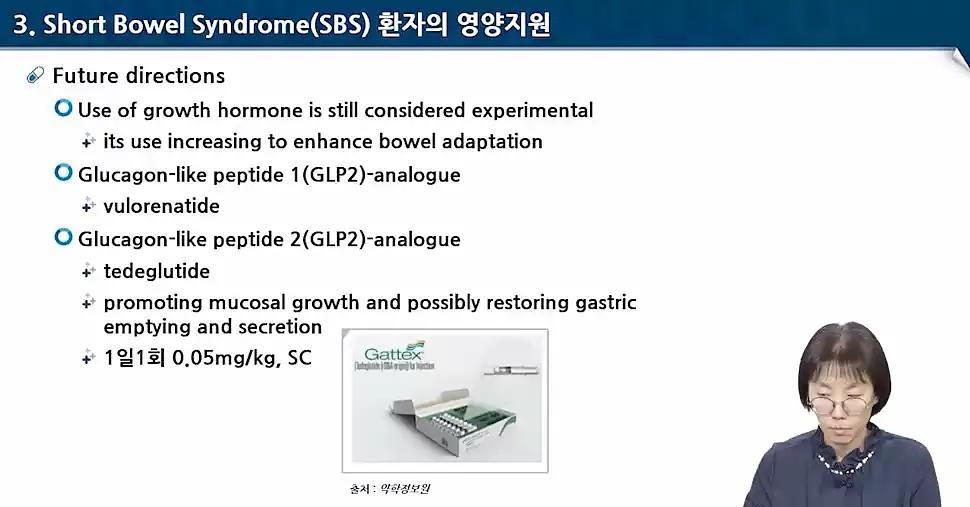 3. Short Bowel Syndrome(SBS) 환자의 영양지원
Future directions
Use of growth hormone is still considered experimental
its use increasing to enhance bowel adaptation
Glucagon-like peptide 1(GLP2)-analogue
vulorenatide
Glucagon-like peptide 2(GLP2)-analogue
tedeglutide
promoting mucosal growth and possibly restoring gastric
emptying and secretion
1일1회 0.05mg/kg, SC
Gattex
for Injection
출처 : 약학정보원